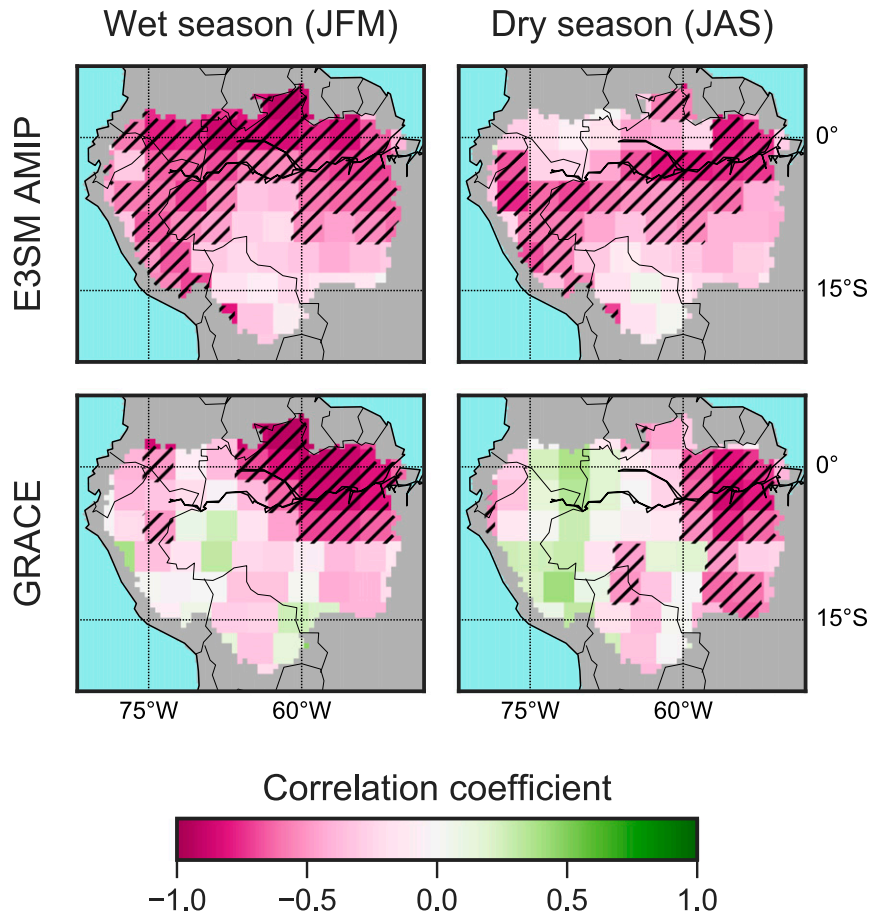 Wet season (JFM) Dry season (JAS)
E3SM AMIP
0°
15°S
GRACE
0°
15°S
75°W 60°W 75°W 60°W
Correlation coefficient
−1.0 −0.5 0.0 0.5 1.0